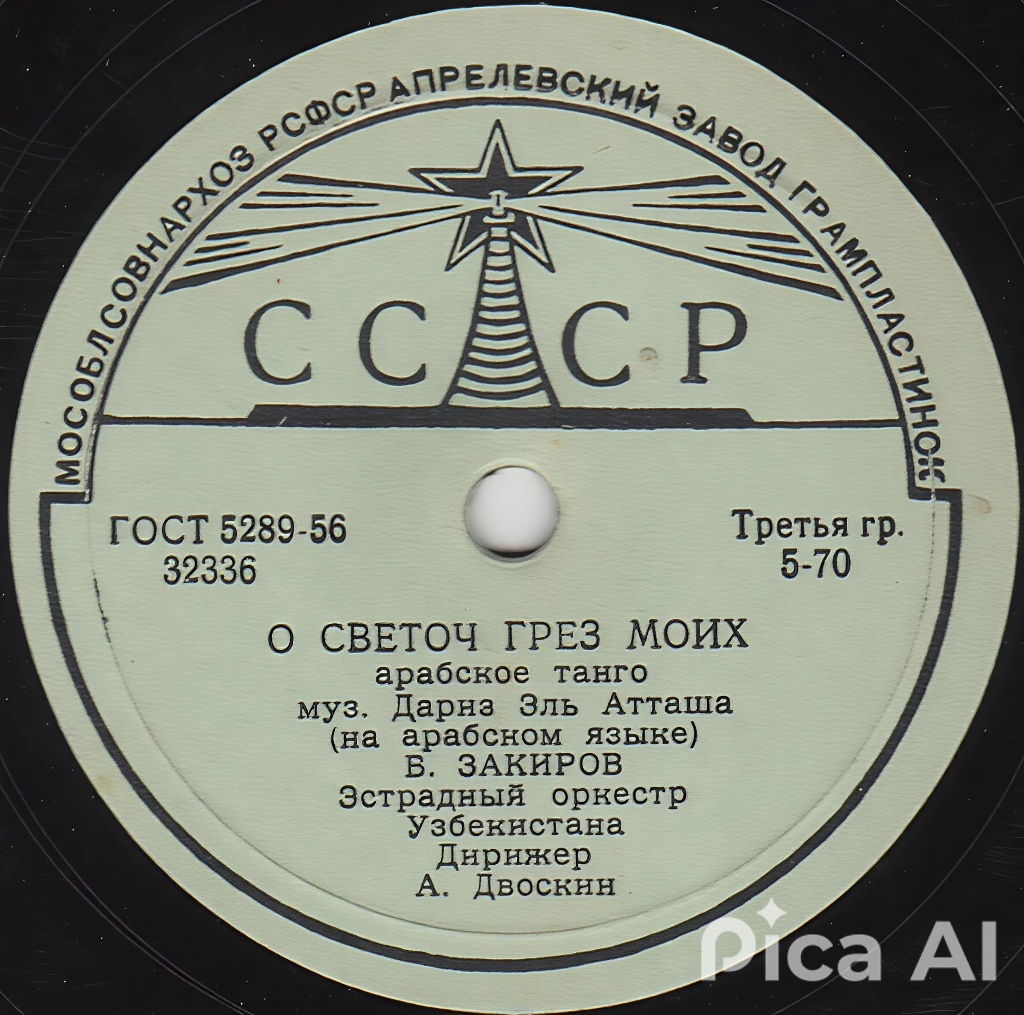 МОСОБЛСОВНАРХОЗ РСФСР АПРЕЛЕВСКИЙ ЗАВОД ГРАМПЛАСТИНОК
СССР
ГОСТ 5289-56
32336
Третья гр.
5-70
О СВЕТОЧ ГРЕЗ МОИХ
арабское танго
муз. Дариз Эль Атташа
(на арабском языке)
Б. ЗАКИРОВ
Эстрадный оркестр
Узбекистана
Дирижер
А. Двоскин
Pica AI